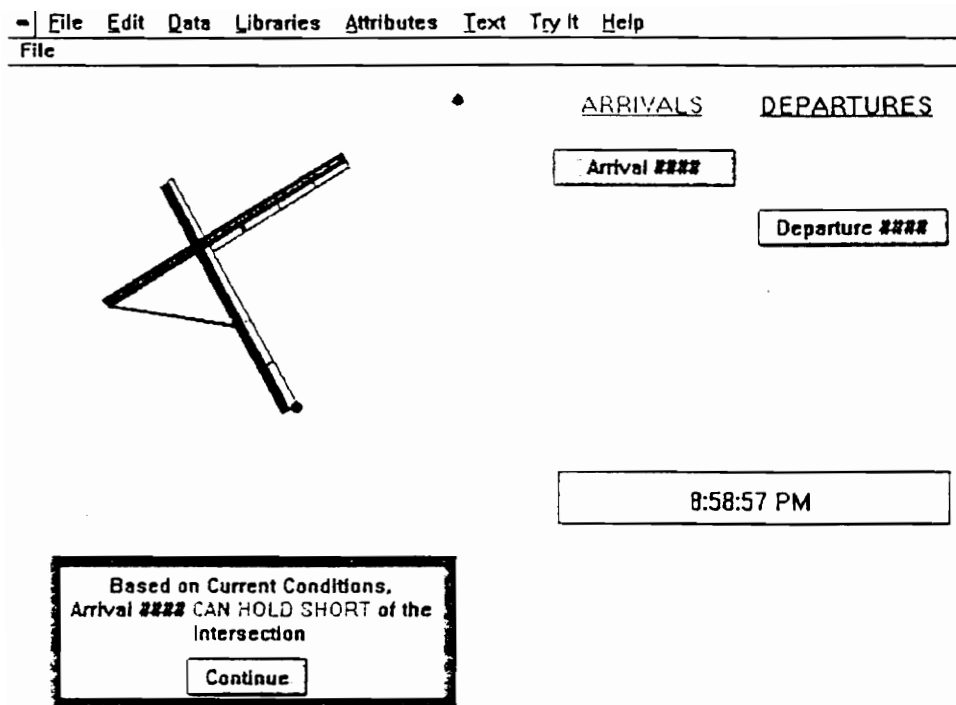 File Edit Data Libraries Attributes Text Try It Help
File
ARRIVALS DEPARTURES
Arrival ####
Departure ####
8:58:57 PM
Based on Current Conditions,
Arrival #### CAN HOLD SHORT of the
Intersection
Continue